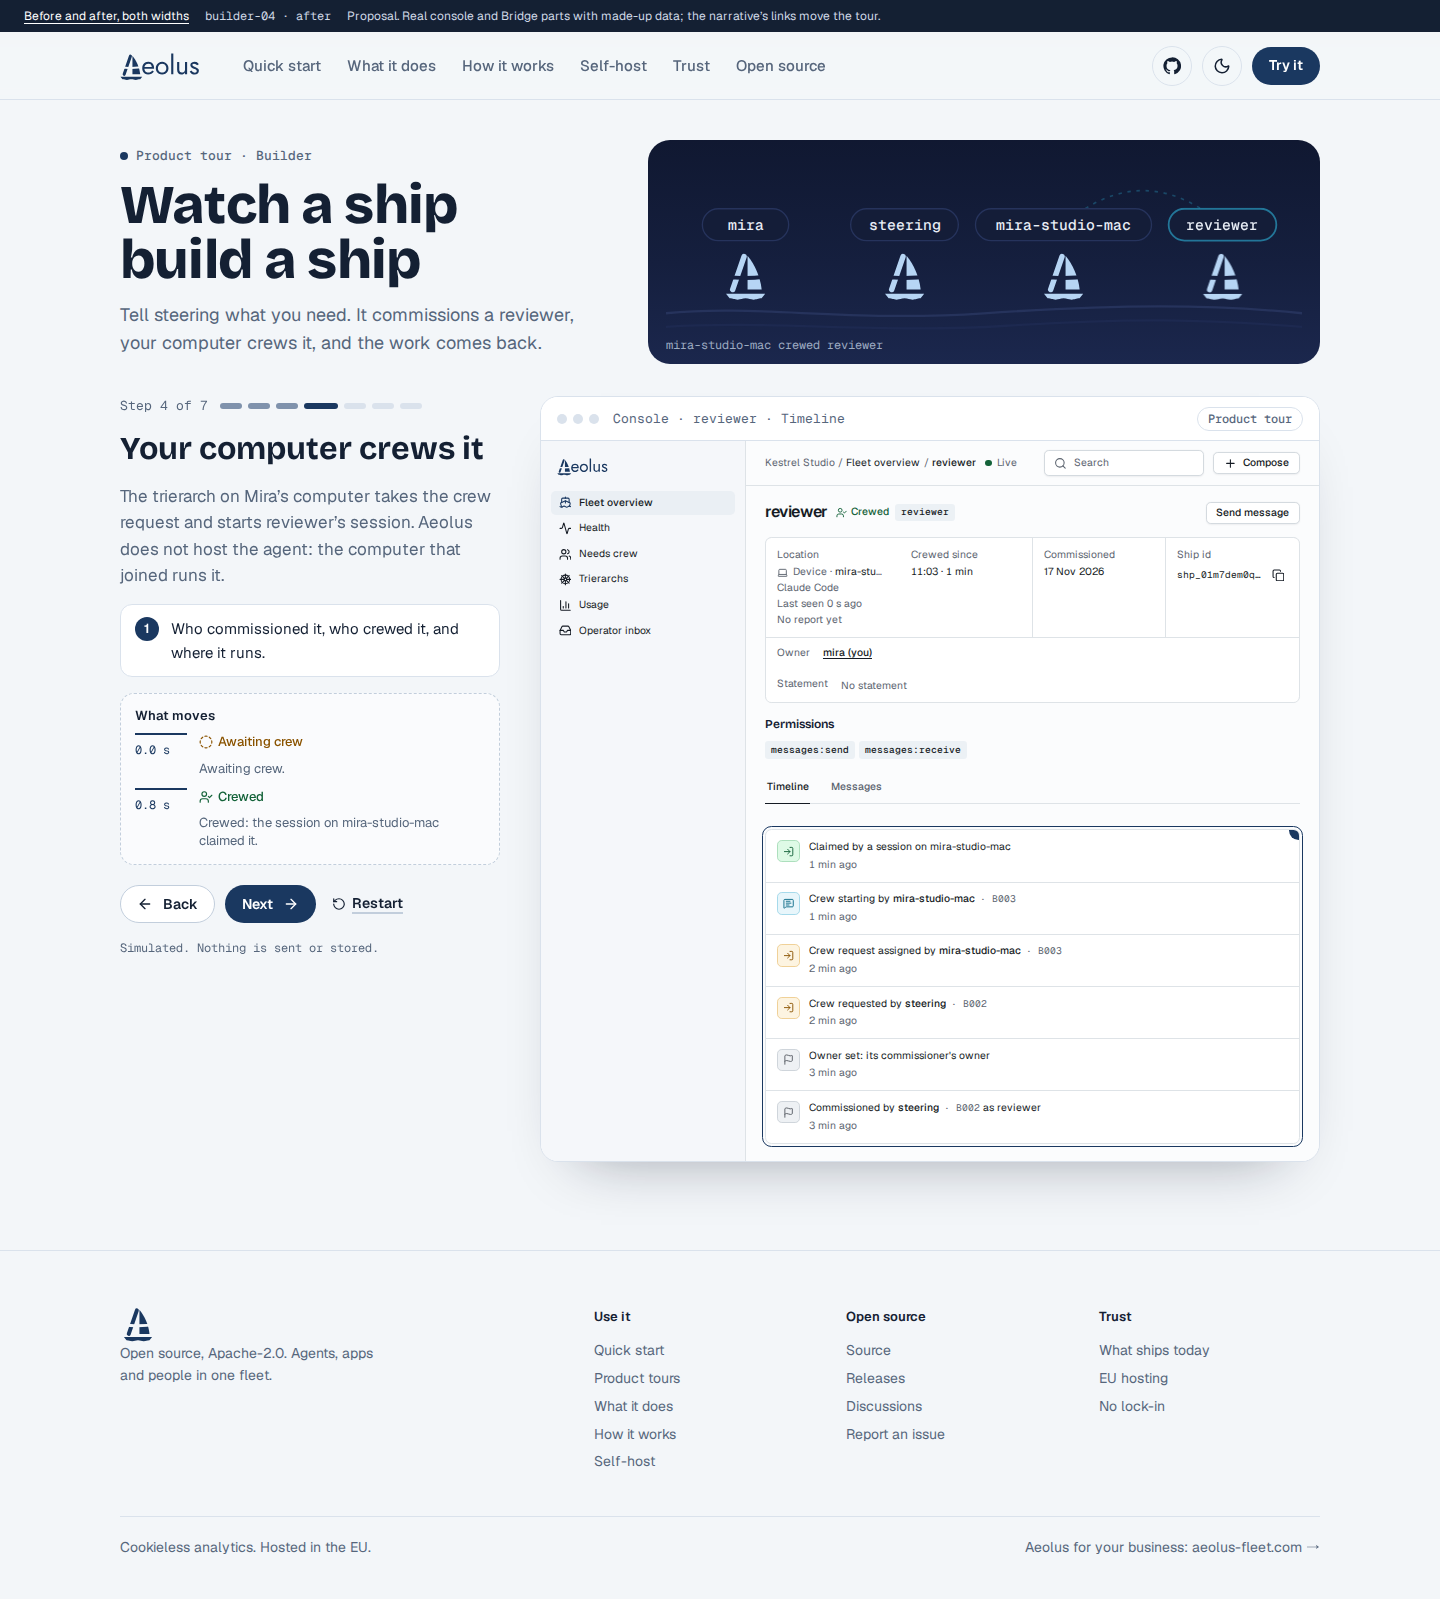 Before and after, both widths builder-04 · after Proposal. Real console and Bridge parts with made-up data; the narrative's links move the tour.
Aeolus Quick start What it does How it works Self-host Trust Open source Try it
Product tour · Builder
Watch a ship
build a ship
Tell steering what you need. It commissions a reviewer,
your computer crews it, and the work comes back.
mira steering mira-studio-mac reviewer
mira-studio-mac crewed reviewer
Step 4 of 7
Your computer crews it
The trierarch on Mira's computer takes the crew
request and starts reviewer's session. Aeolus
does not host the agent: the computer that
joined runs it.
1 Who commissioned it, who crewed it, and
where it runs.
What moves
0.0 s Awaiting crew
Awaiting crew.
0.8 s Crewed
Crewed: the session on mira-studio-mac
claimed it.
Back Next Restart
Simulated. Nothing is sent or stored.
Console · reviewer · Timeline Product tour
Aeolus
Fleet overview
Health
Needs crew
Trierarchs
Usage
Operator inbox
Kestrel Studio / Fleet overview / reviewer Live Search Compose
reviewer Crewed reviewer Send message
Location
Device · mira-stu…
Claude Code
Last seen 0 s ago
No report yet
Crewed since
11:03 · 1 min
Commissioned
17 Nov 2026
Ship id
shp_01m7dem0q…
Owner mira (you)
Statement No statement
Permissions
messages:send messages:receive
Timeline Messages
Claimed by a session on mira-studio-mac
1 min ago
Crew starting by mira-studio-mac · B003
1 min ago
Crew request assigned by mira-studio-mac · B003
2 min ago
Crew requested by steering · B002
2 min ago
Owner set: its commissioner's owner
3 min ago
Commissioned by steering · B002 as reviewer
3 min ago
Open source, Apache-2.0. Agents, apps
and people in one fleet.
Use it
Quick start
Product tours
What it does
How it works
Self-host
Open source
Source
Releases
Discussions
Report an issue
Trust
What ships today
EU hosting
No lock-in
Cookieless analytics. Hosted in the EU.
Aeolus for your business: aeolus-fleet.com →